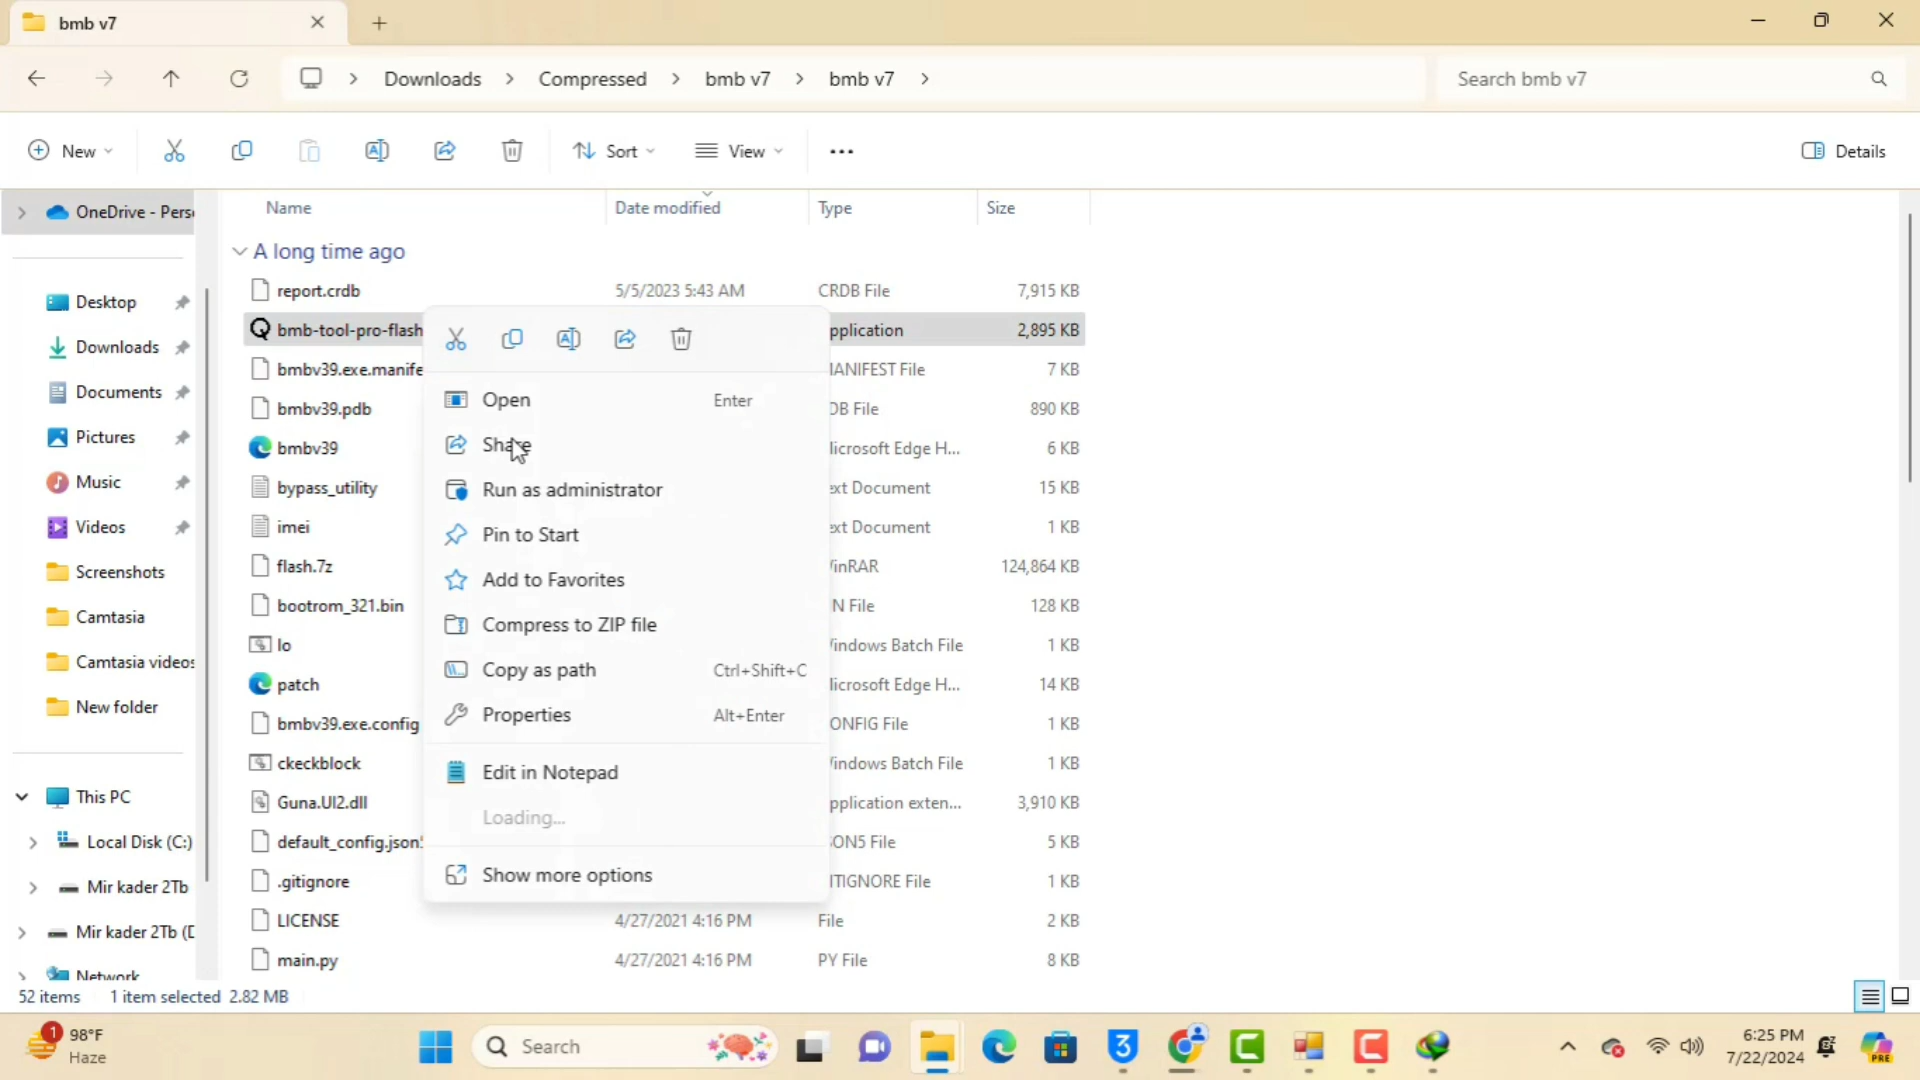 bmb v7
Downloads > Compressed > bmb v7 > bmb v7 >
Search bmb v7
New
Sort
View
Details
Name Date modified Type Size
OneDrive - Pers
Desktop
Downloads
Documents
Pictures
Music
Videos
Screenshots
Camtasia
Camtasia videos
New folder
This PC
Local Disk (C:)
Mir kader 2Tb
Mir kader 2Tb (D
Network
A long time ago
report.crdb 5/5/2023 5:43 AM CRDB File 7,915 KB
bmb-tool-pro-flash pplication 2,895 KB
bmbv39.exe.manife MANIFEST File 7 KB
bmbv39.pdb DB File 890 KB
bmbv39 licrosoft Edge H... 6 KB
bypass_utility ext Document 15 KB
imei ext Document 1 KB
flash.7z inRAR 124,864 KB
bootrom_321.bin N File 128 KB
lo indows Batch File 1 KB
patch licrosoft Edge H... 14 KB
bmbv39.exe.config ONFIG File 1 KB
ckeckblock indows Batch File 1 KB
Guna.UI2.dll pplication exten... 3,910 KB
default_config.json5 SON5 File 5 KB
.gitignore ITIGNORE File 1 KB
LICENSE 4/27/2021 4:16 PM File 2 KB
main.py 4/27/2021 4:16 PM PY File 8 KB
Open Enter
Share
Run as administrator
Pin to Start
Add to Favorites
Compress to ZIP file
Copy as path Ctrl+Shift+C
Properties Alt+Enter
Edit in Notepad
Loading...
Show more options
52 items 1 item selected 2.82 MB
1
98°F
Haze
Search
3
PRE
6:25 PM
7/22/2024